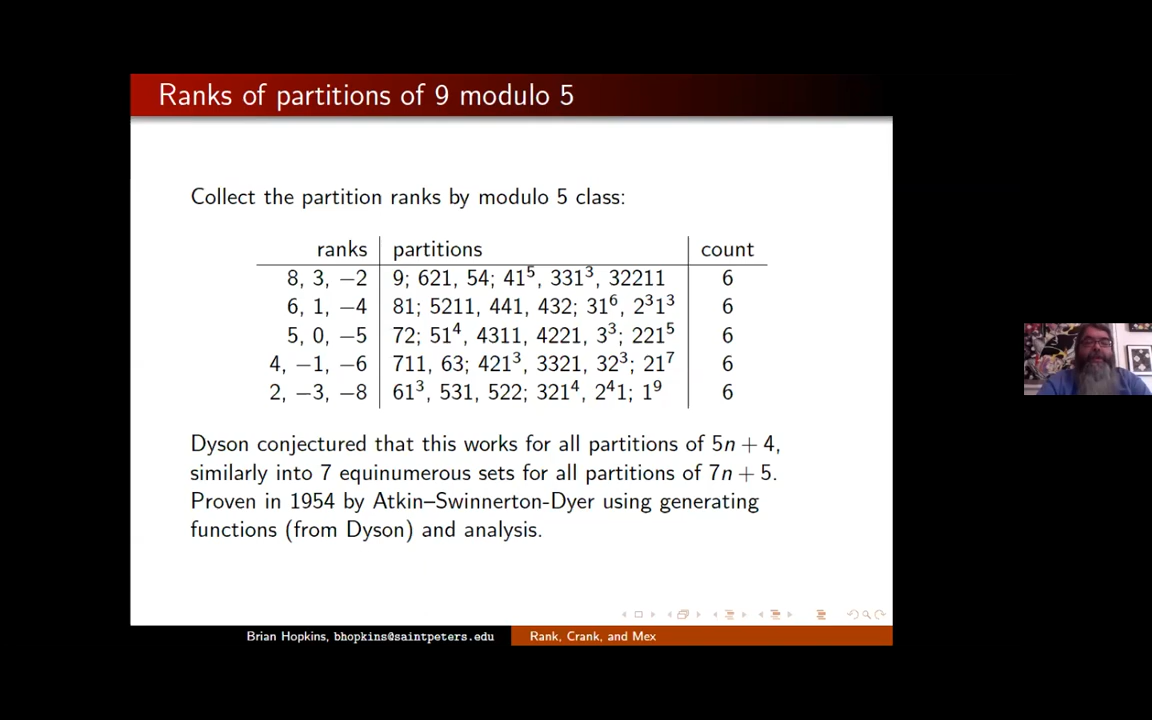 Ranks of partitions of 9 modulo 5
Collect the partition ranks by modulo 5 class:
ranks partitions count
8, 3, −2 9; 621, 54; 41⁵, 331³, 32211 6
6, 1, −4 81; 5211, 441, 432; 31⁶, 2³1³ 6
5, 0, −5 72; 51⁴, 4311, 4221, 3³; 221⁵ 6
4, −1, −6 711, 63; 421³, 3321, 32³; 21⁷ 6
2, −3, −8 61³, 531, 522; 321⁴, 2⁴1; 1⁹ 6
Dyson conjectured that this works for all partitions of 5n + 4,
similarly into 7 equinumerous sets for all partitions of 7n + 5.
Proven in 1954 by Atkin–Swinnerton-Dyer using generating
functions (from Dyson) and analysis.
Brian Hopkins, bhopkins@saintpeters.edu Rank, Crank, and Mex